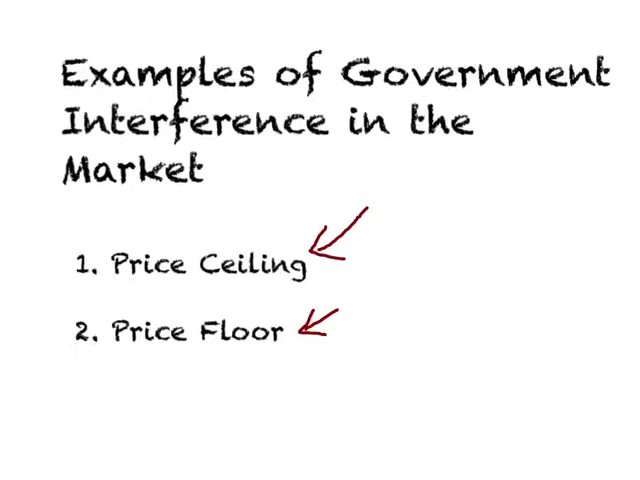 Examples of Government
Interference in the
Market
1. Price Ceiling
2. Price Floor